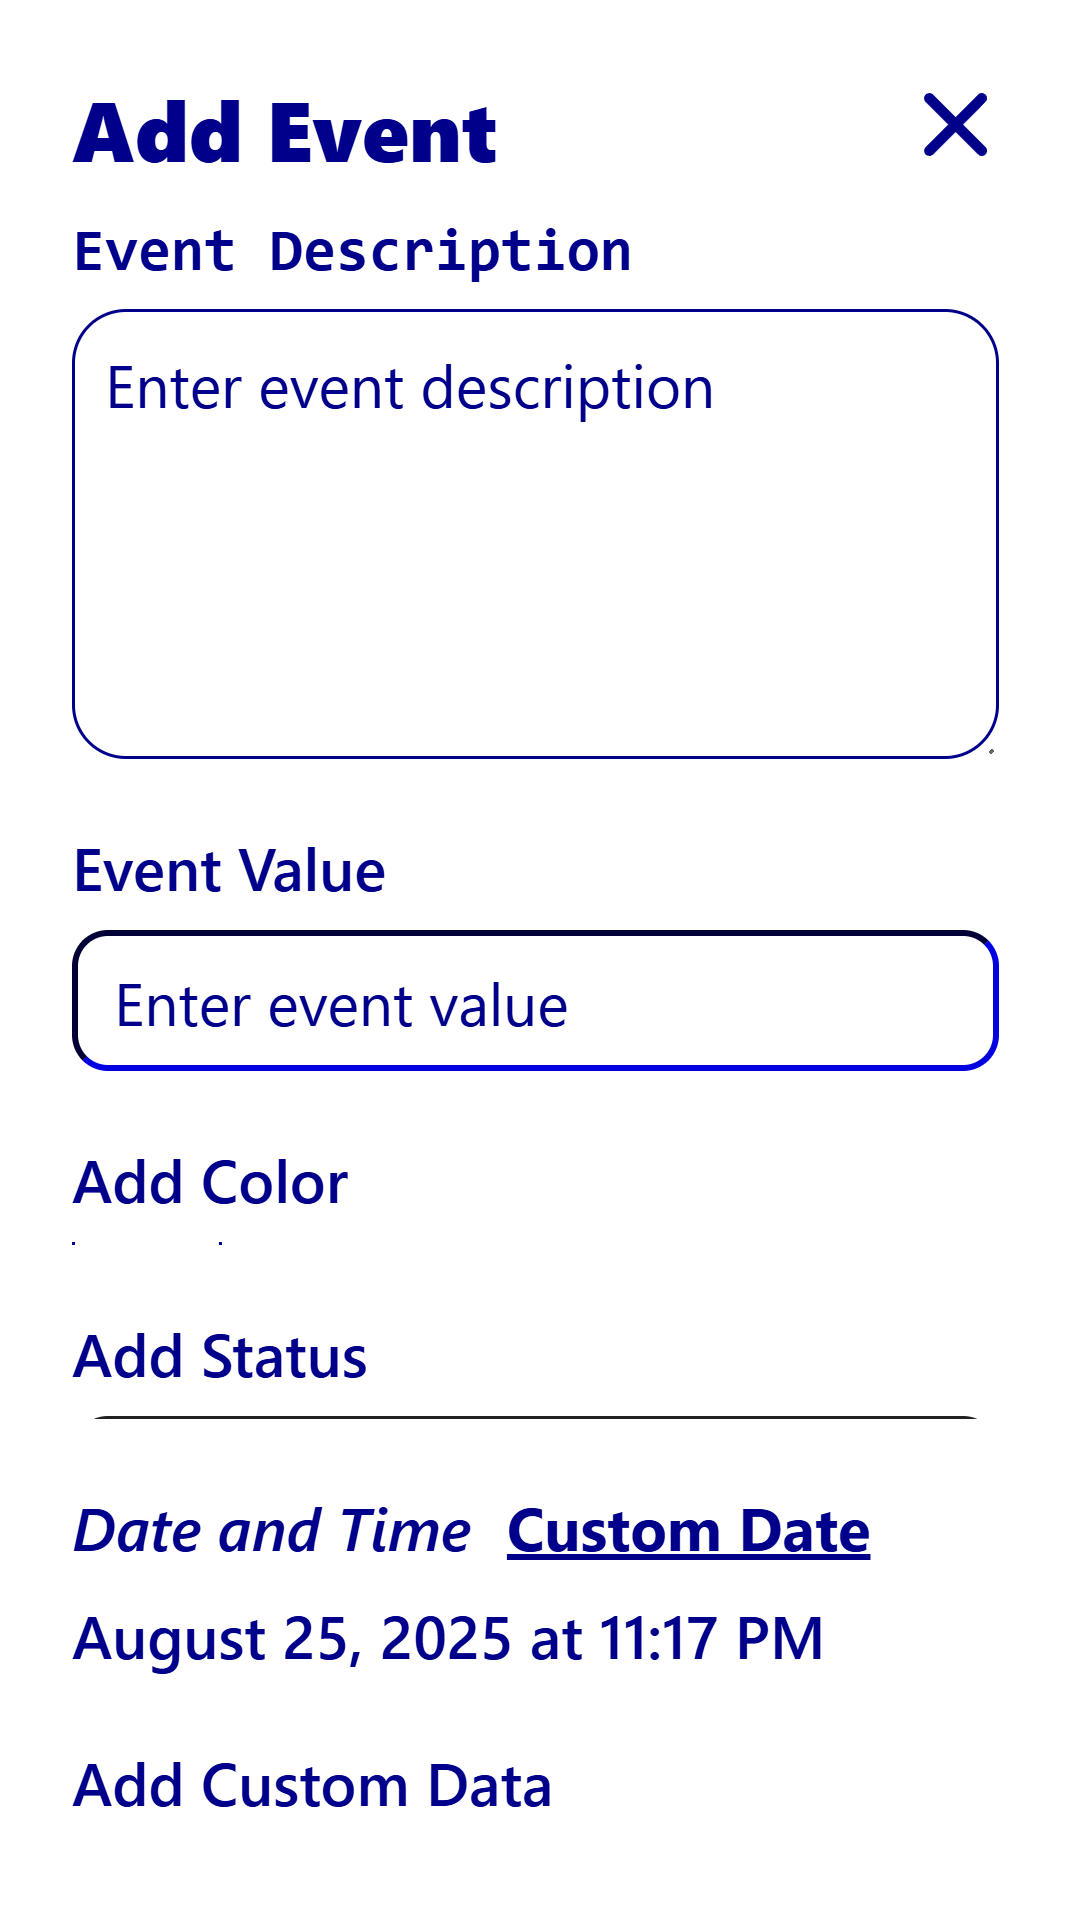 Add Event
Event Description
Enter event description
Event Value
Enter event value
Add Color
Add Status
Date and Time Custom Date
August 25, 2025 at 11:17 PM
Add Custom Data